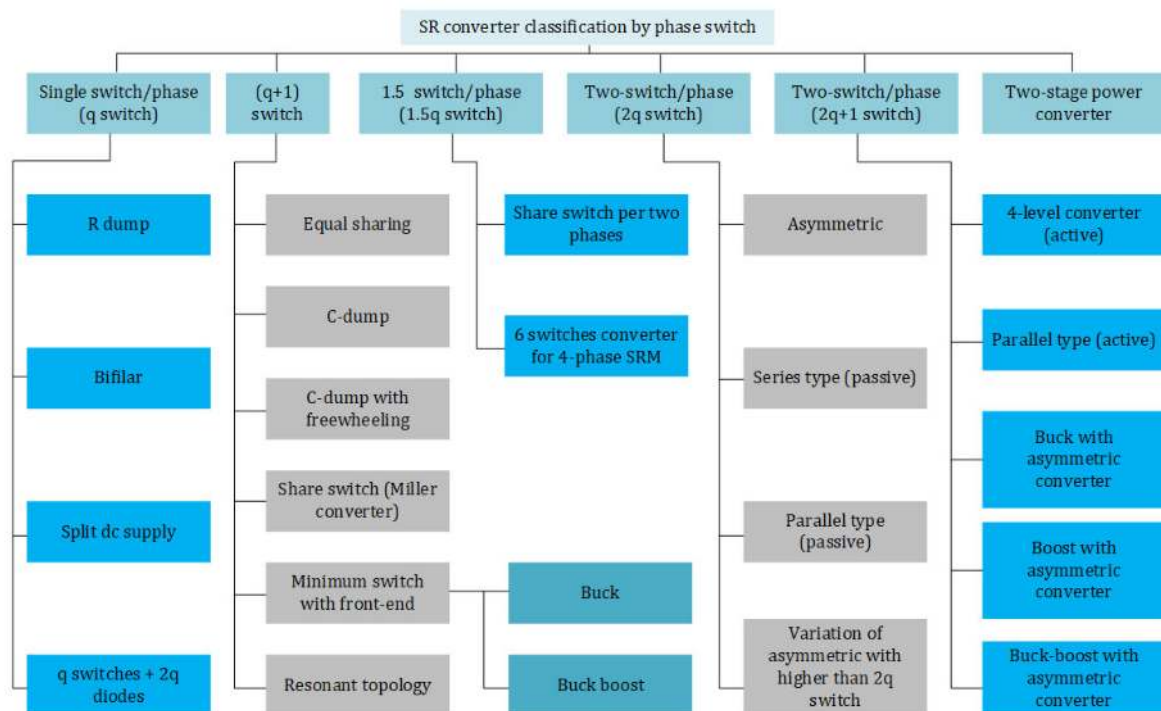 SR converter classification by phase switch
Single switch/phase
(q switch)
(q+1)
switch
1.5 switch/phase
(1.5q switch)
Two-switch/phase
(2q switch)
Two-switch/phase
(2q+1 switch)
Two-stage power
converter
R dump
Bifilar
Split dc supply
q switches + 2q
diodes
Equal sharing
C-dump
C-dump with
freewheeling
Share switch (Miller
converter)
Minimum switch
with front-end
Resonant topology
Buck
Buck boost
Share switch per two
phases
6 switches converter
for 4-phase SRM
Asymmetric
Series type (passive)
Parallel type
(passive)
Variation of
asymmetric with
higher than 2q
switch
4-level converter
(active)
Parallel type (active)
Buck with
asymmetric
converter
Boost with
asymmetric
converter
Buck-boost with
asymmetric
converter